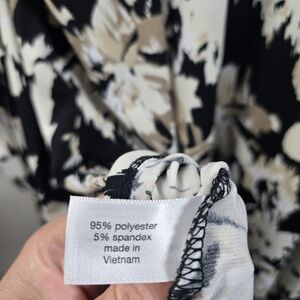 95% polyester
5% spandex
made in
Vietnam